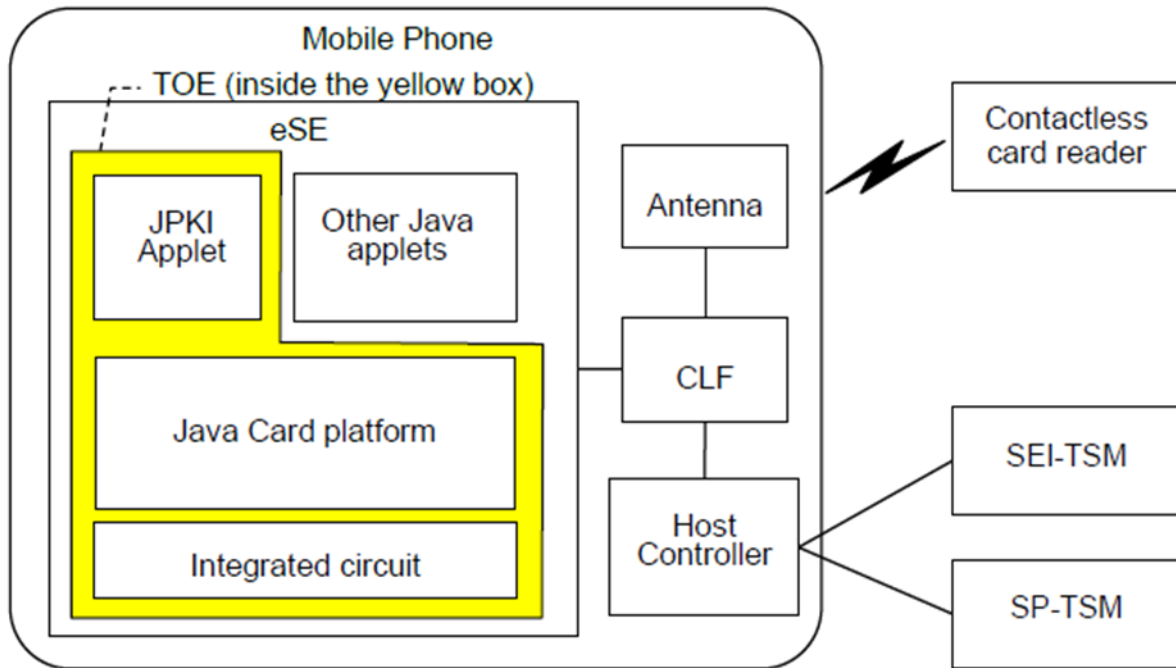 Mobile Phone
TOE (inside the yellow box)
eSE
JPKI
Applet
Other Java
applets
Java Card platform
Integrated circuit
Antenna
CLF
Host
Controller
Contactless
card reader
SEI-TSM
SP-TSM